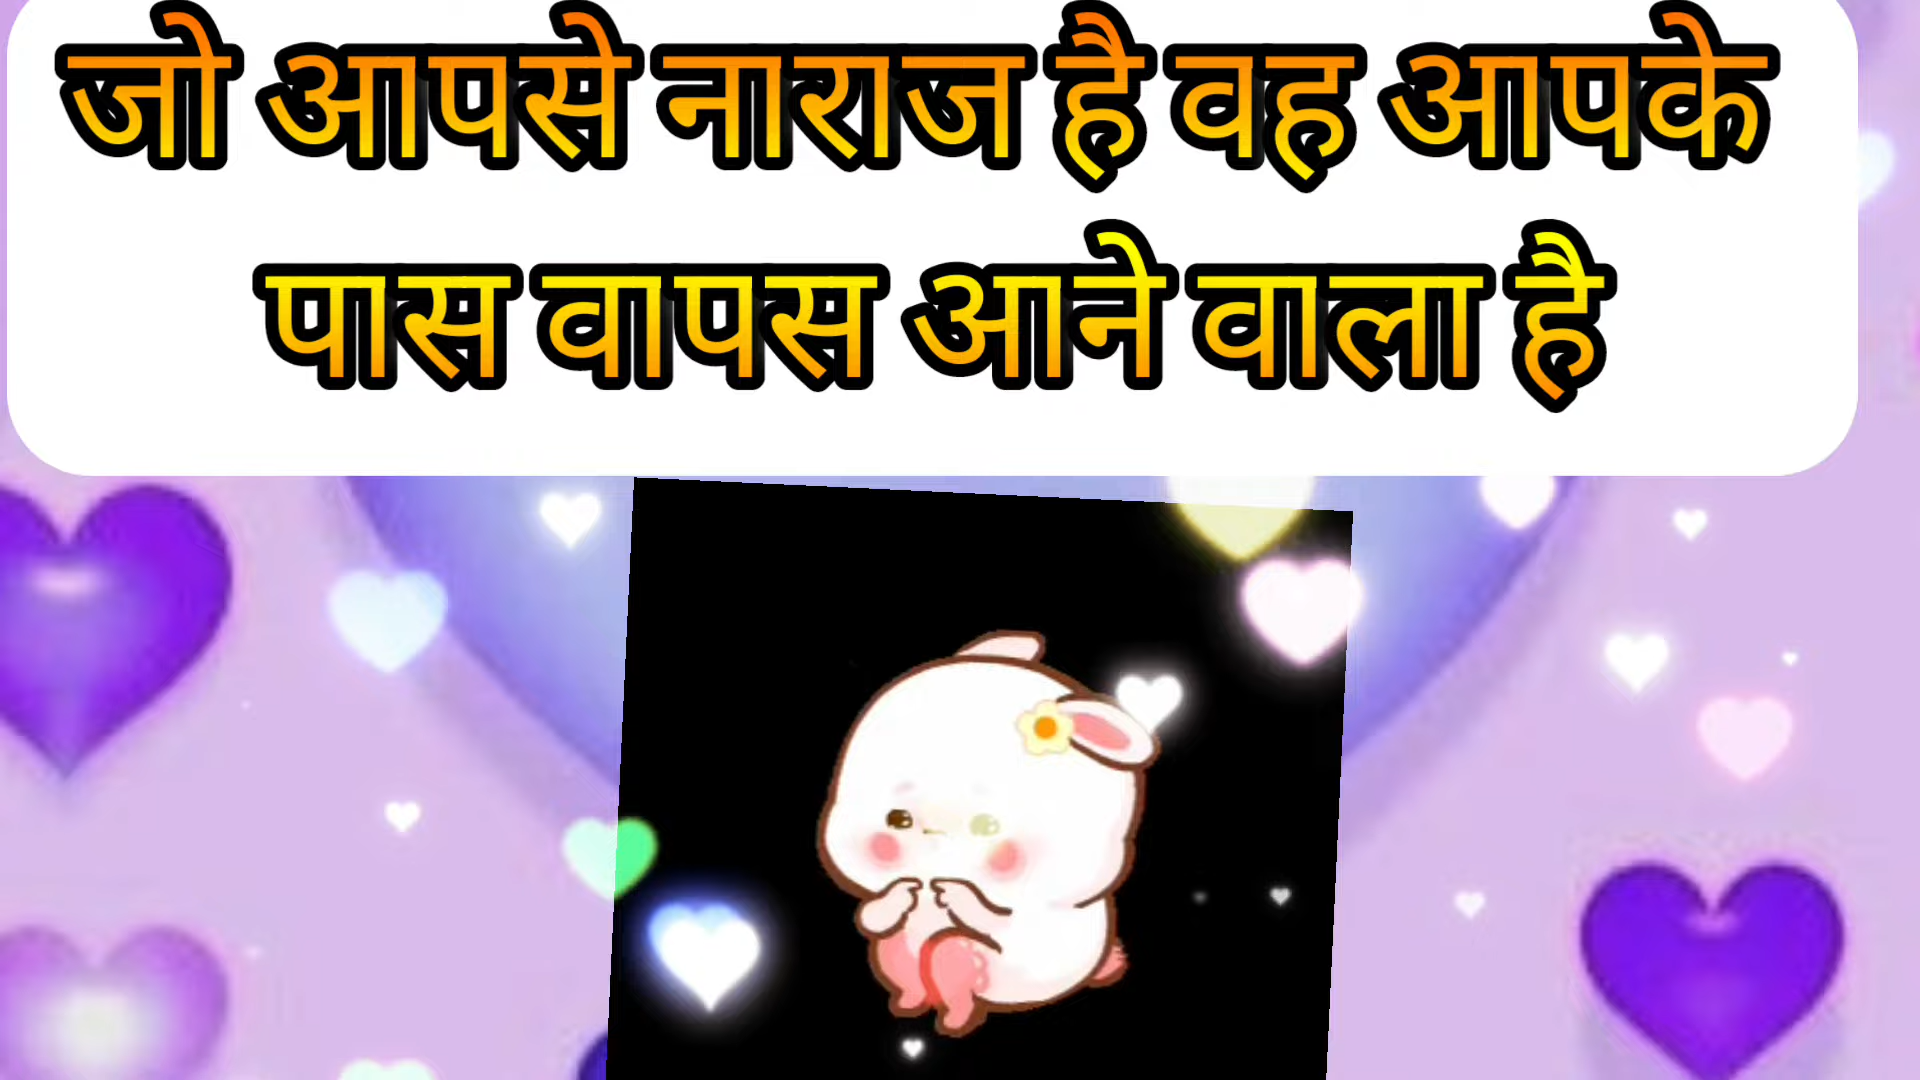 जो आपसे नाराज है वह आपके
पास वापस आने वाला है